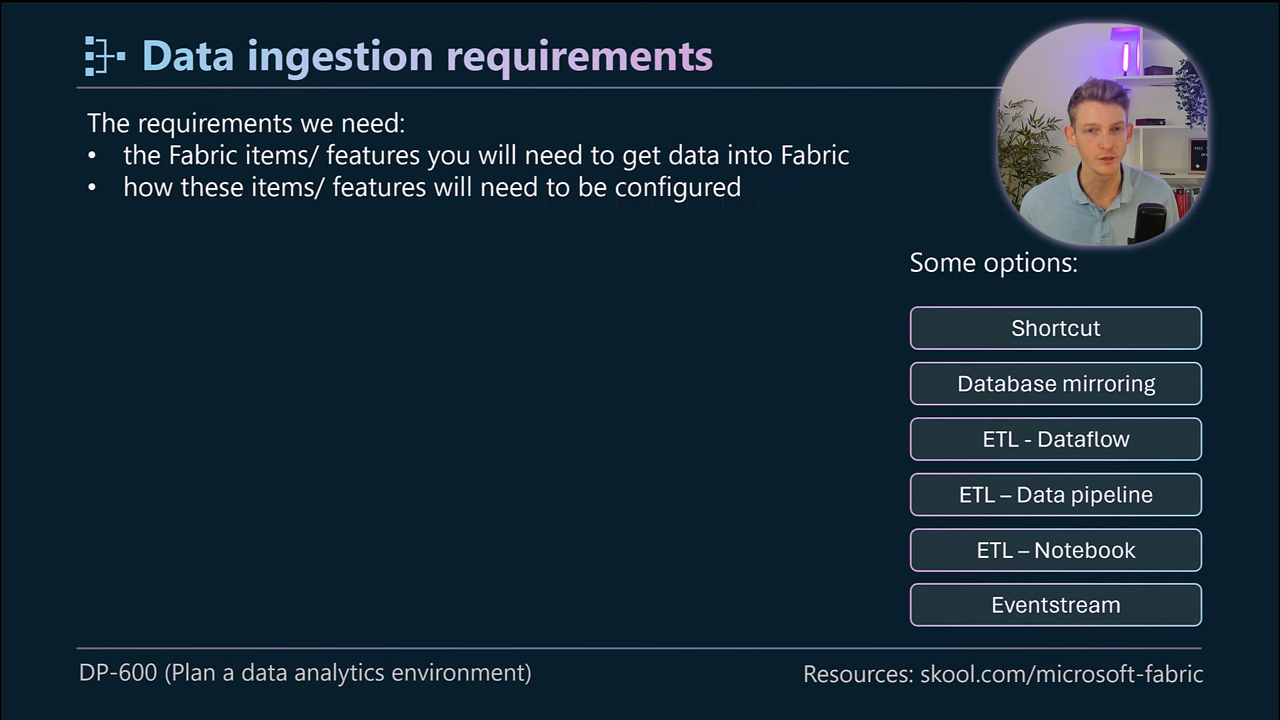 Data ingestion requirements
The requirements we need:
• the Fabric items/ features you will need to get data into Fabric
• how these items/ features will need to be configured
Some options:
Shortcut
Database mirroring
ETL - Dataflow
ETL – Data pipeline
ETL – Notebook
Eventstream
DP-600 (Plan a data analytics environment)
Resources: skool.com/microsoft-fabric